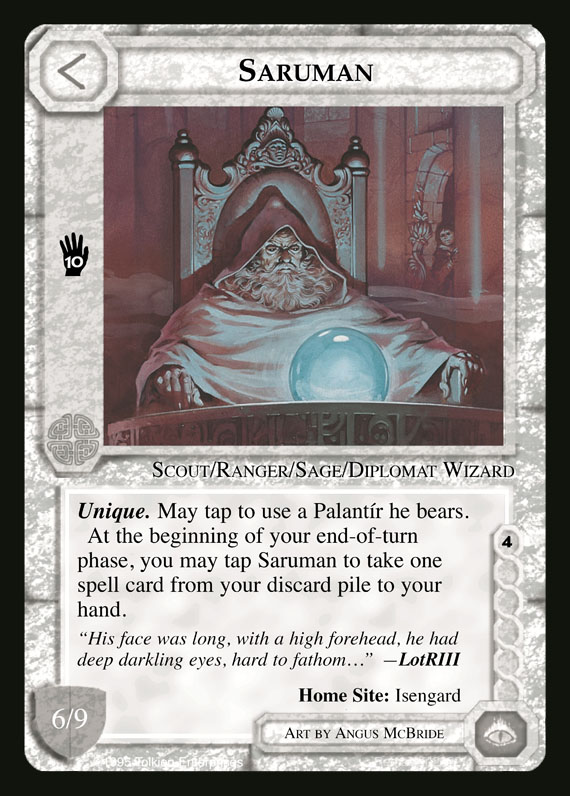 SARUMAN
10
SCOUT/RANGER/SAGE/DIPLOMAT WIZARD
Unique. May tap to use a Palantír he bears.
At the beginning of your end-of-turn
phase, you may tap Saruman to take one
spell card from your discard pile to your
hand.
4
“His face was long, with a high forehead, he had
deep darkling eyes, hard to fathom…” —LotRIII
Home Site: Isengard
6/9
ART BY ANGUS MCBRIDE
1995 Tolkien Enterprises